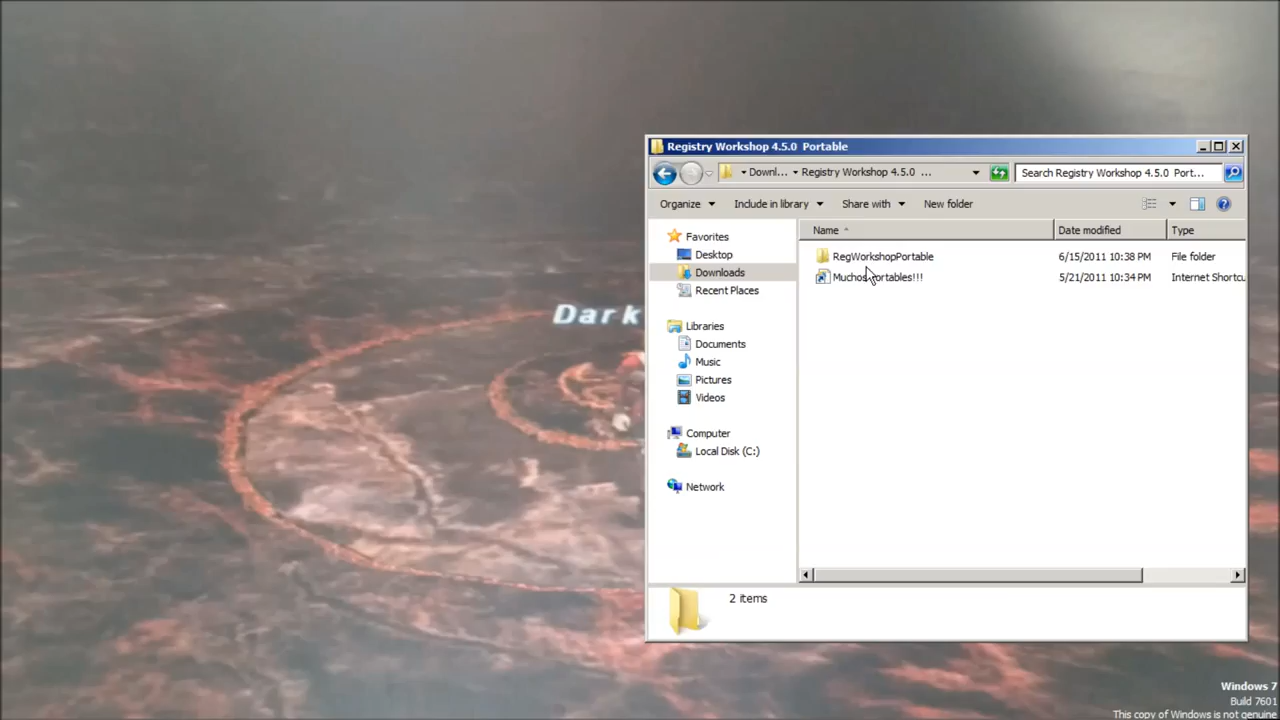 Registry Workshop 4.5.0 Portable
Downl... Registry Workshop 4.5.0 ...
Search Registry Workshop 4.5.0 Port...
Organize Include in library Share with New folder
Name Date modified Type
Favorites
Desktop
Downloads
Recent Places
Libraries
Documents
Music
Pictures
Videos
Computer
Local Disk (C:)
Network
RegWorkshopPortable 6/15/2011 10:38 PM File folder
Muchos Portables!!! 5/21/2011 10:34 PM Internet Shortcu
2 items
Dark
Windows 7
Build 7601
This copy of Windows is not genuine